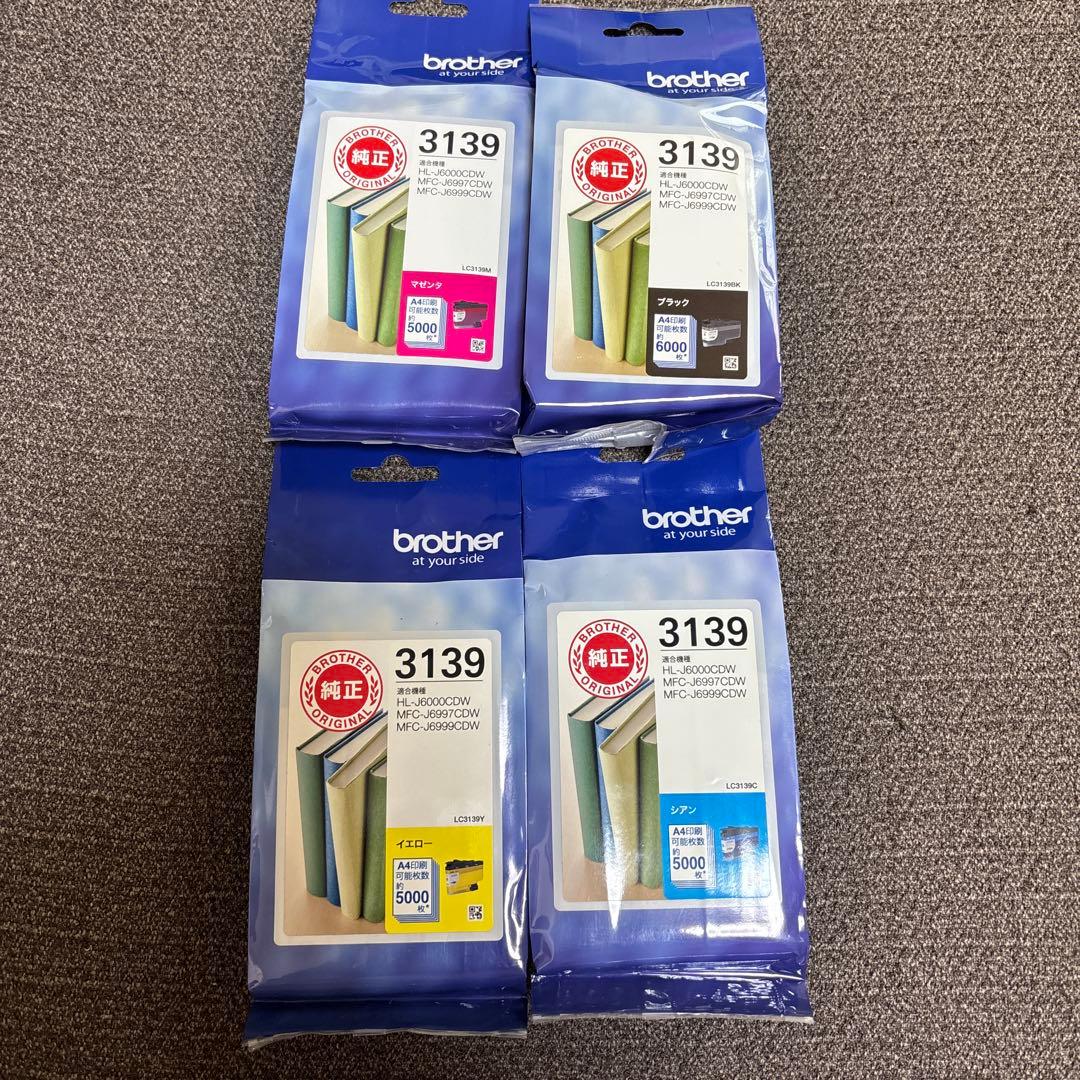 brother
at your side
BROTHER
純正
ORIGINAL
3139
適合機種
HL-J6000CDW
MFC-J6997CDW
MFC-J6999CDW
LC3139M
マゼンタ
A4印刷
可能枚数
約
5000
枚*
brother
at your side
BROTHER
純正
ORIGINAL
3139
適合機種
HL-J6000CDW
MFC-J6997CDW
MFC-J6999CDW
LC3139BK
ブラック
A4印刷
可能枚数
約
6000
枚*
brother
at your side
BROTHER
純正
ORIGINAL
3139
適合機種
HL-J6000CDW
MFC-J6997CDW
MFC-J6999CDW
LC3139Y
イエロー
A4印刷
可能枚数
約
5000
枚*
brother
at your side
BROTHER
純正
ORIGINAL
3139
適合機種
HL-J6000CDW
MFC-J6997CDW
MFC-J6999CDW
LC3139C
シアン
A4印刷
可能枚数
約
5000
枚*